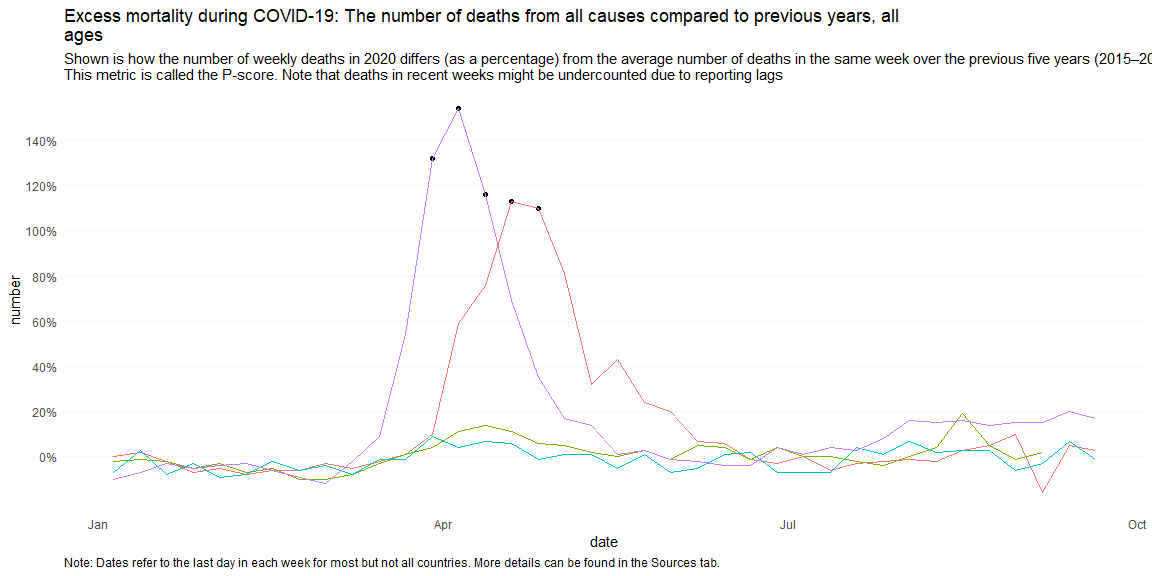 Excess mortality during COVID-19: The number of deaths from all causes compared to previous years, all
ages
Shown is how the number of weekly deaths in 2020 differs (as a percentage) from the average number of deaths in the same week over the previous five years (2015–20
This metric is called the P-score. Note that deaths in recent weeks might be undercounted due to reporting lags
140%
120%
100%
80%
60%
40%
20%
0%
number
Jan
Apr
Jul
Oct
date
Note: Dates refer to the last day in each week for most but not all countries. More details can be found in the Sources tab.